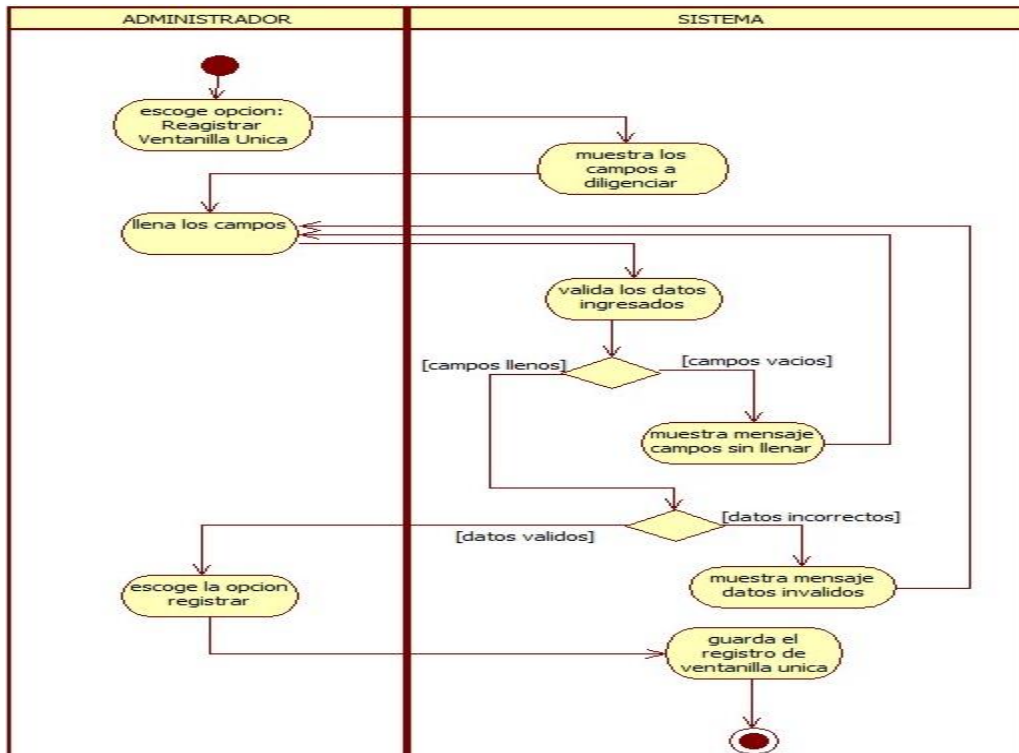 ADMINISTRADOR
SISTEMA
escoge opcion:
Reagistrar
Ventanilla Unica
muestra los
campos a
diligenciar
llena los campos
valida los datos
ingresados
[campos llenos]
[campos vacios]
muestra mensaje
campos sin llenar
[datos incorrectos]
[datos validos]
escoge la opcion
registrar
muestra mensaje
datos invalidos
guarda el
registro de
ventanilla unica